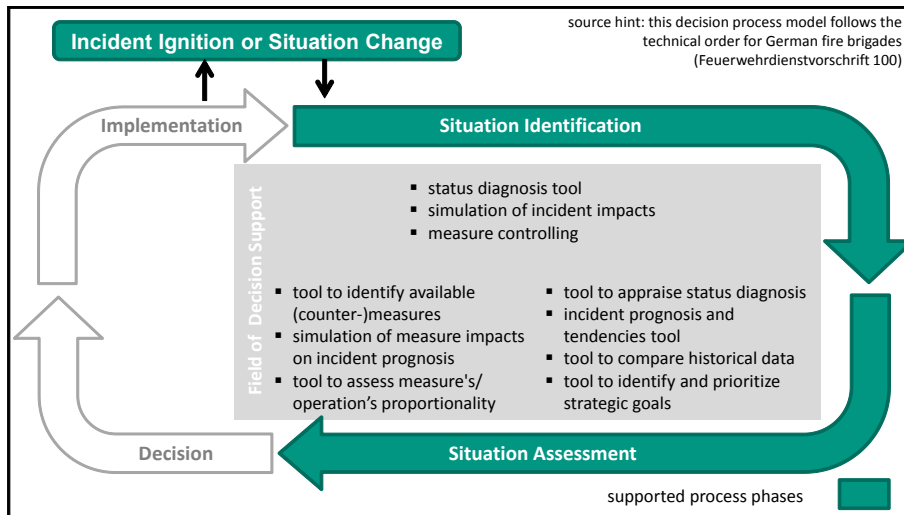 Incident Ignition or Situation Change
source hint: this decision process model follows the
technical order for German fire brigades
(Feuerwehrdienstvorschrift 100)
Implementation
Situation Identification
Field of Decision Support
▪ status diagnosis tool
▪ simulation of incident impacts
▪ measure controlling
▪ tool to identify available
(counter-)measures
▪ simulation of measure impacts
on incident prognosis
▪ tool to assess measure's/
operation’s proportionality
▪ tool to appraise status diagnosis
▪ incident prognosis and
tendencies tool
▪ tool to compare historical data
▪ tool to identify and prioritize
strategic goals
Decision
Situation Assessment
supported process phases